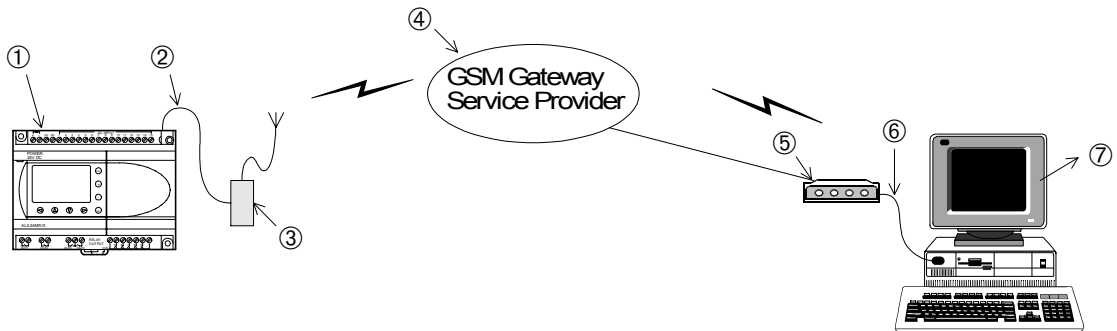 ④
① ②
GSM Gateway
Service Provider
⑥
⑤
⑦
POWER
24V DC
③
AL2-24MR-D
RELAY
OUTPUT